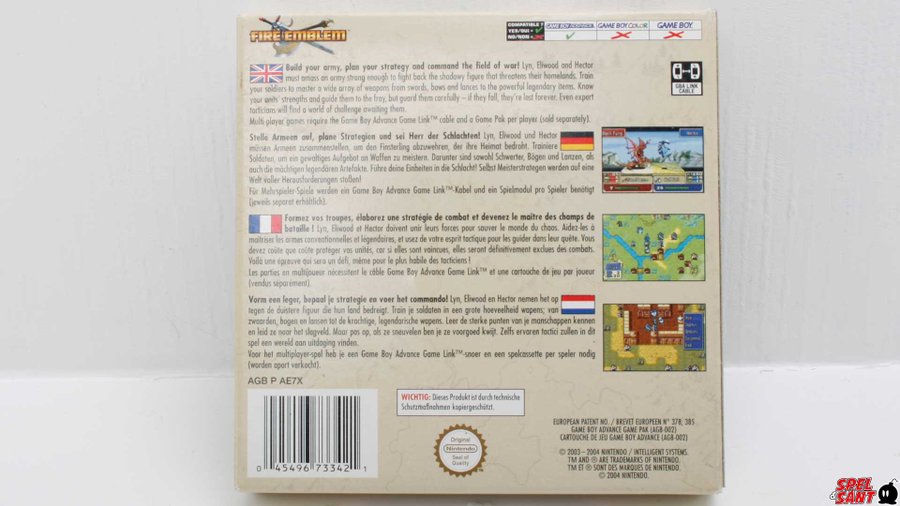 FIRE EMBLEM
COMPATIBLE ?
YES/OUI = ✓
NO/NON = ✗
GAME BOY ADVANCE
GAME BOY COLOR
GAME BOY
GBA LINK
CABLE
Build your army, plan your strategy and command the field of war! Lyn, Eliwood and Hector
must amass an army strong enough to fight back the shadowy figure that threatens their homelands. Train
your soldiers to master a wide array of weapons from swords, bows and lances to the powerful legendary items. Know
your units' strengths and guide them to the fray, but guard them carefully – if they fall, they're lost forever. Even expert
tacticians will find a world of challenge awaiting them.
Multi-player games require the Game Boy Advance Game Link™ cable and a Game Pak per player (sold separately).
Stelle Armeen auf, plane Strategien und sei Herr der Schlachten! Lyn, Eliwood und Hector
müssen Armeen zusammenstellen, um den Finsterling abzuwehren, der ihre Heimat bedroht. Trainiere
Soldaten, um ein gewaltiges Aufgebot an Waffen zu meistern. Darunter sind sowohl Schwerter, Bögen und Lanzen, als
auch die mächtigen legendären Artefakte. Führe deine Einheiten in die Schlacht! Selbst Meisterstrategen werden auf eine
Welt voller Herausforderungen stoßen!
Für Mehrspieler-Spiele werden ein Game Boy Advance Game Link™-Kabel und ein Spielmodul pro Spieler benötigt
(jeweils separat erhältlich).
Formez vos troupes, élaborez une stratégie de combat et devenez le maître des champs de
bataille ! Lyn, Eliwood et Hector doivent unir leurs forces pour sauver le monde du chaos. Aidez-les à
maîtriser les armes conventionnelles et légendaires, et usez de votre esprit tactique pour les guider dans leur quête. Vous
devez coûte que coûte protéger vos unités, car si elles sont vaincues, elles seront définitivement exclues des combats.
Voilà une épreuve qui sera un défi, même pour le plus habile des tacticiens !
Les parties en multijoueur nécessitent le câble Game Boy Advance Game Link™ et une cartouche de jeu par joueur
(vendus séparément).
Vorm een leger, bepaal je strategie en voer het commando! Lyn, Eliwood en Hector nemen het op
tegen de duistere figuur die hun land bedreigt. Train je soldaten in een grote hoeveelheid wapens; van
zwaarden, bogen en lansen tot de krachtige, legendarische wapens. Leer de sterke punten van je manschappen kennen
en leid ze naar het slagveld. Maar pas op, als ze sneuvelen ben je ze voorgoed kwijt. Zelfs ervaren tactici zullen in dit
spel een wereld aan uitdaging vinden.
Voor het multiplayer-spel heb je een Game Boy Advance Game Link™-snoer en een spelcassette per speler nodig
(worden apart verkocht).
AGB P AE7X
0 45496 73342 1
WICHTIG: Dieses Produkt ist durch technische
Schutzmaßnahmen kopiergeschützt.
Original
Nintendo
Seal of
Quality
EUROPEAN PATENT NO. / BREVET EUROPEEN N° 378, 385
GAME BOY ADVANCE GAME PAK (AGB-002)
CARTOUCHE DE JEU GAME BOY ADVANCE (AGB-002)
© 2003 – 2004 NINTENDO / INTELLIGENT SYSTEMS.
TM AND ® ARE TRADEMARKS OF NINTENDO.
TM ET ® SONT DES MARQUES DE NINTENDO.
© 2004 NINTENDO.
SPEL
SANT